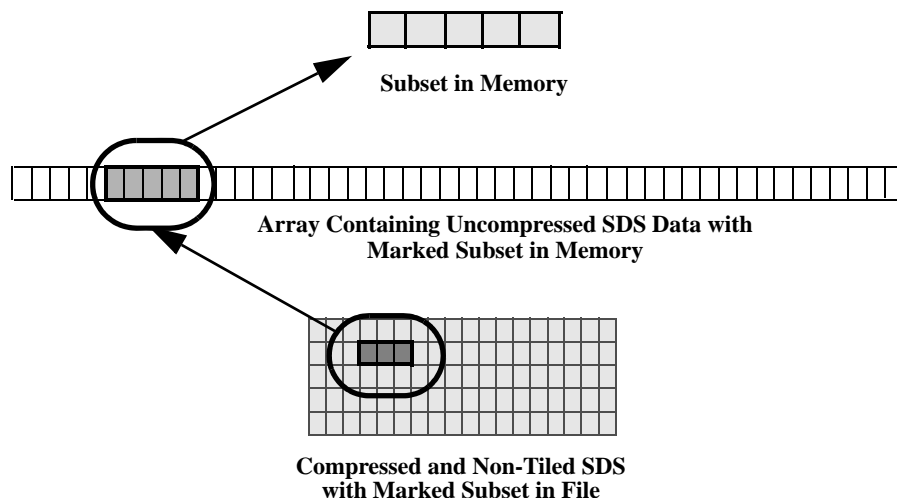 Subset in Memory
Array Containing Uncompressed SDS Data with
Marked Subset in Memory
Compressed and Non-Tiled SDS
with Marked Subset in File